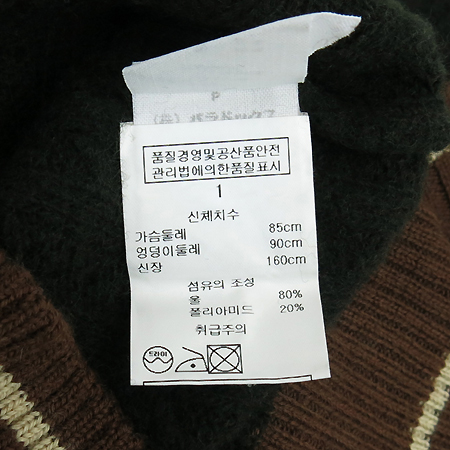 P
품질경영및공산품안전
관리법에의한품질표시
1
신체치수
가슴둘레 85cm
엉덩이둘레 90cm
신장 160cm
섬유의 조성
울 80%
폴리아미드 20%
취급주의
드라이